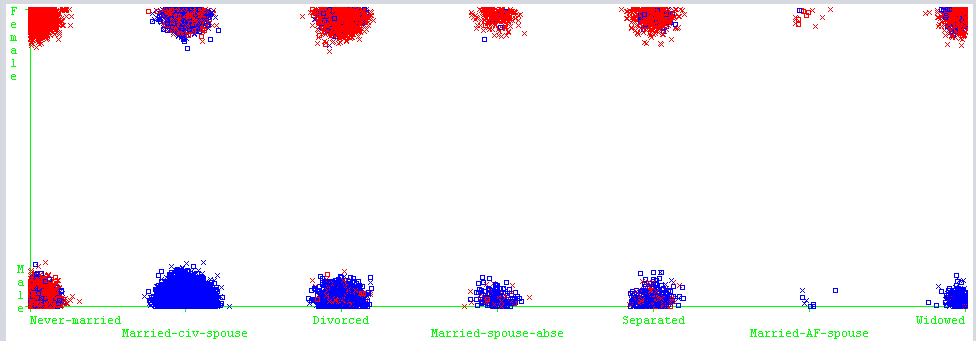 Female
Male
Never-married
Married-civ-spouse
Divorced
Married-spouse-abse
Separated
Married-AF-spouse
Widowed